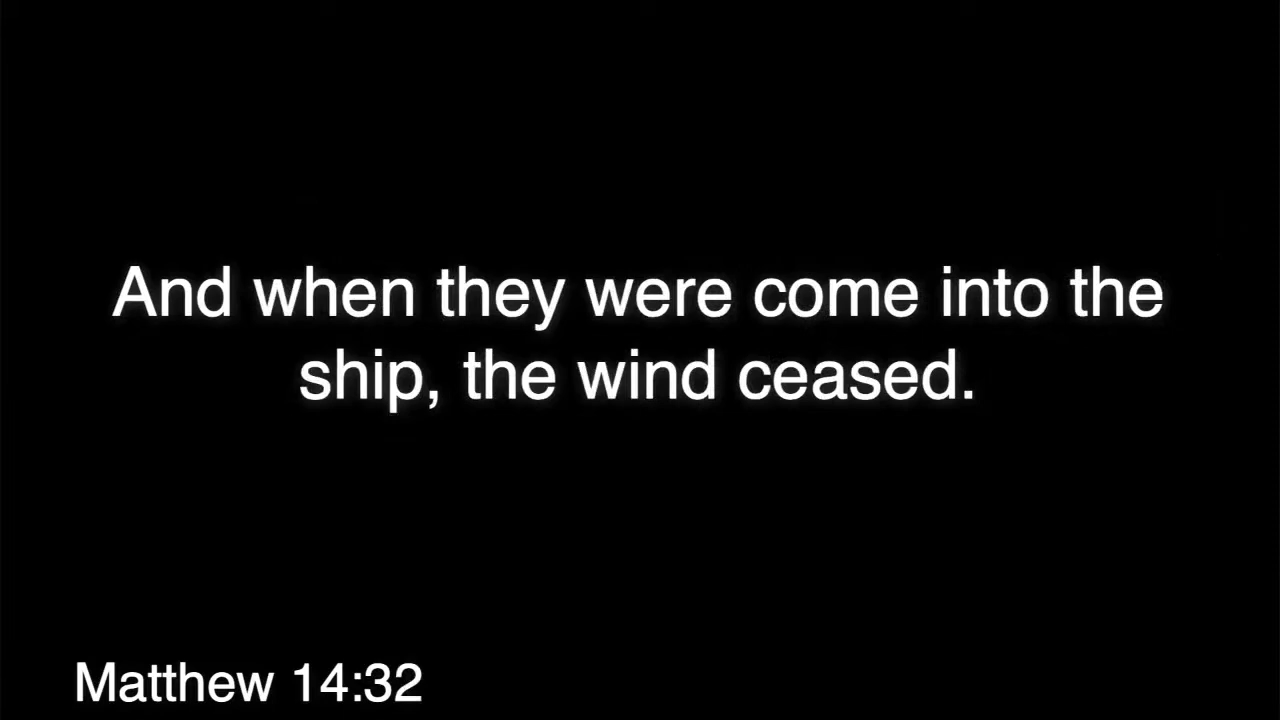 And when they were come into the
ship, the wind ceased.
Matthew 14:32